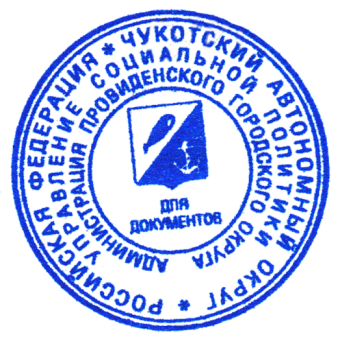 РОССИЙСКАЯ ФЕДЕРАЦИЯ * ЧУКОТСКИЙ АВТОНОМНЫЙ ОКРУГ *
УПРАВЛЕНИЕ СОЦИАЛЬНОЙ ПОЛИТИКИ
АДМИНИСТРАЦИЯ ПРОВИДЕНСКОГО ГОРОДСКОГО ОКРУГА
ДЛЯ
ДОКУМЕНТОВ